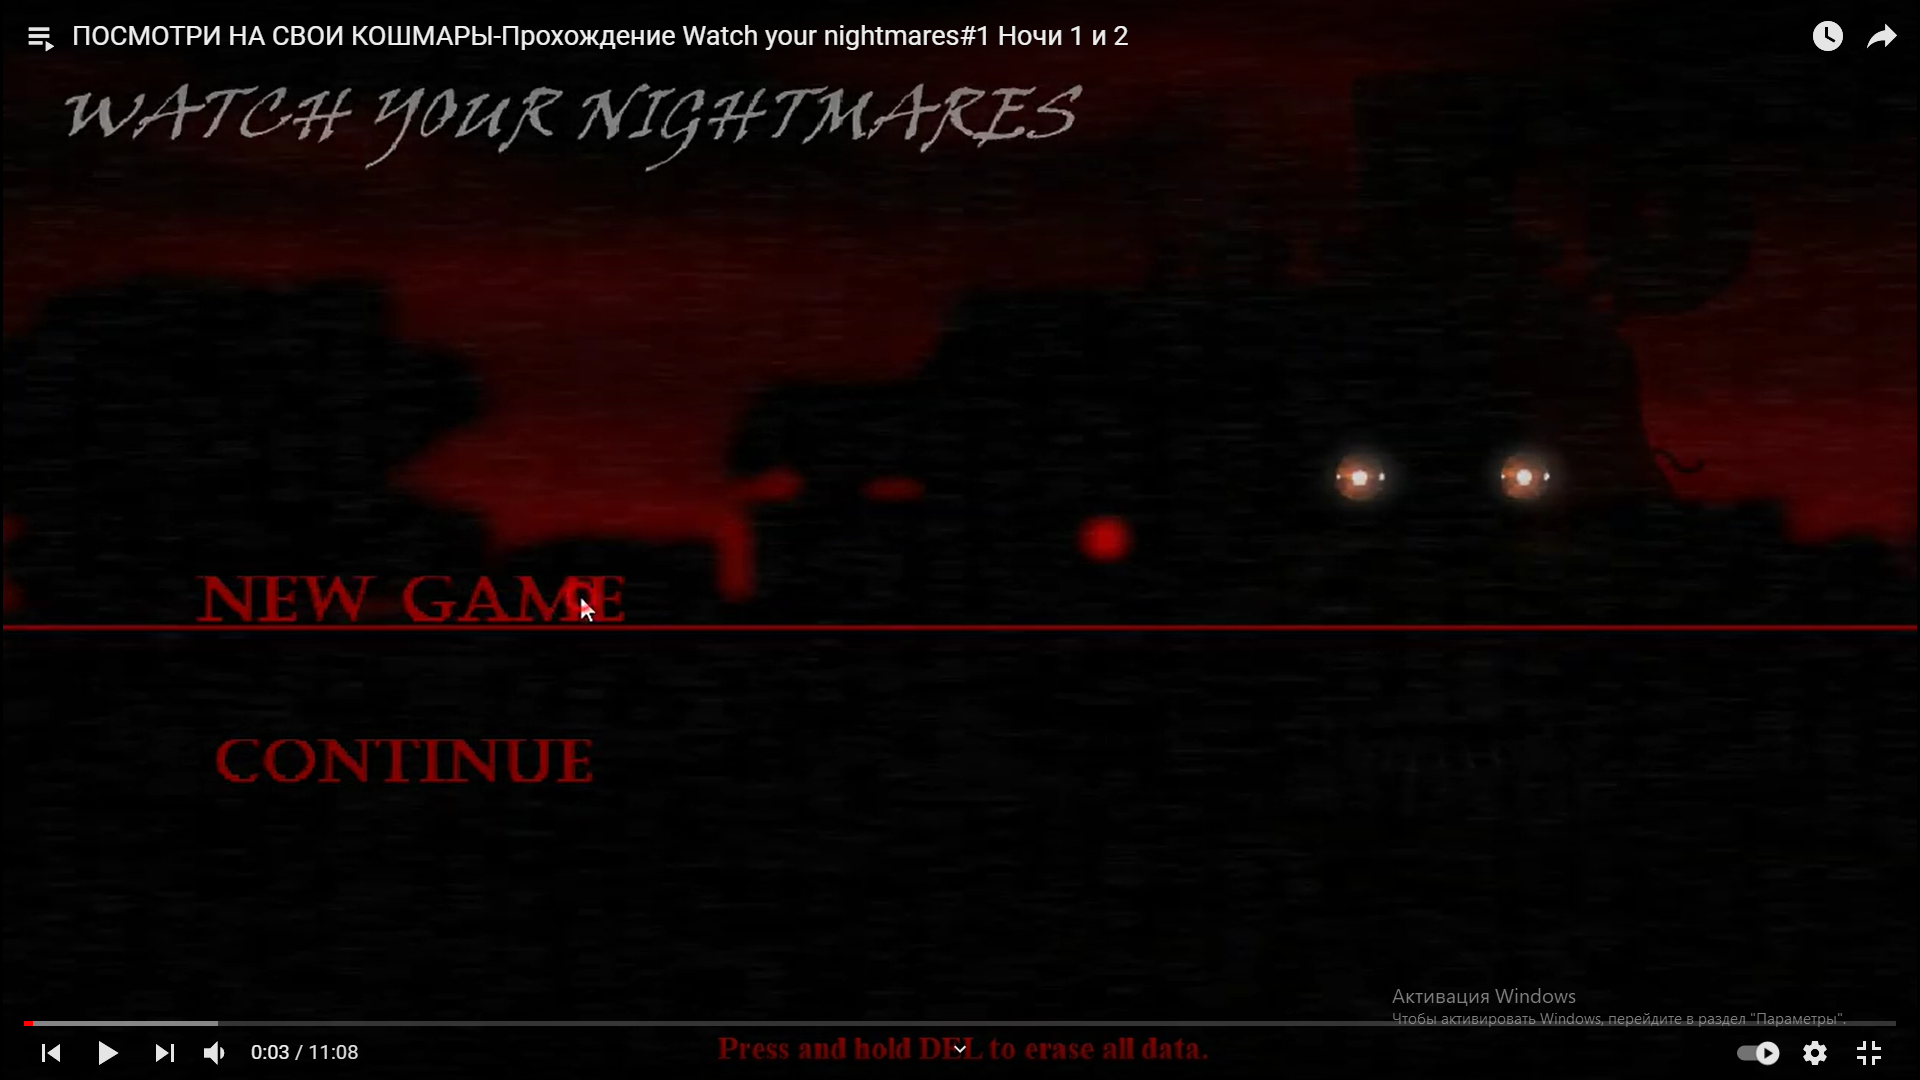 ПОСМОТРИ НА СВОИ КОШМАРЫ-Прохождение Watch your nightmares#1 Ночи 1 и 2
WATCH YOUR NIGHTMARES
NEW GAME
CONTINUE
Активация Windows
Чтобы активировать Windows, перейдите в раздел "Параметры".
0:03 / 11:08
Press and hold DEL to erase all data.